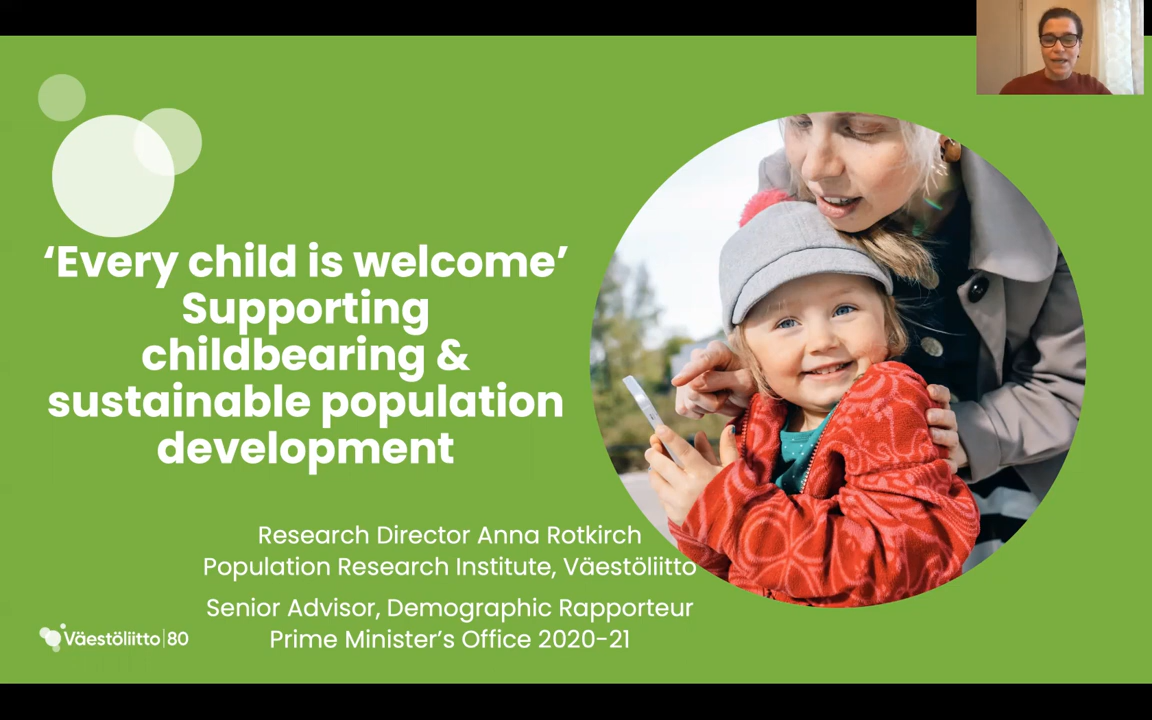 ‘Every child is welcome’
Supporting
childbearing &
sustainable population
development
Research Director Anna Rotkirch
Population Research Institute, Väestöliitto
Senior Advisor, Demographic Rapporteur
Prime Minister’s Office 2020-21
Väestöliitto|80